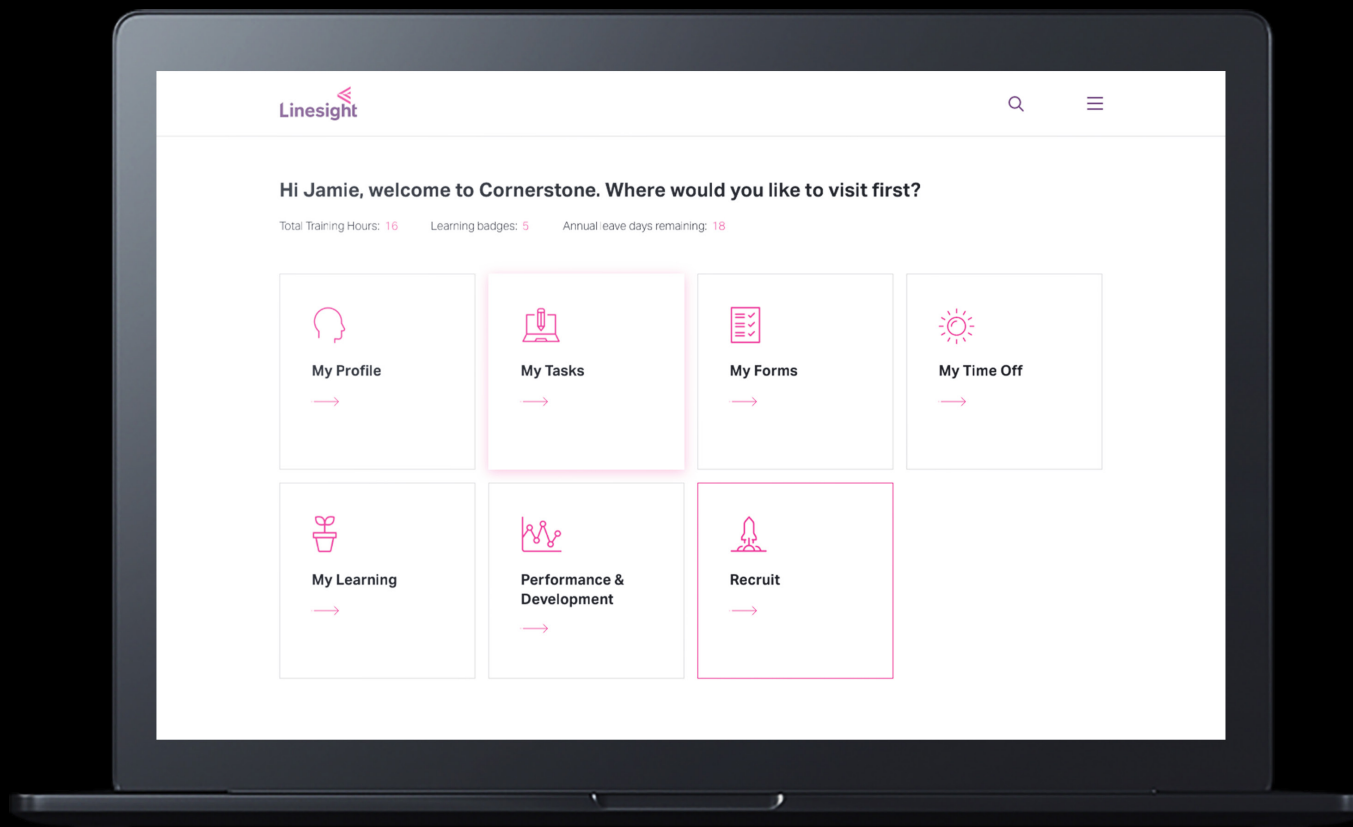 Linesight
Hi Jamie, welcome to Cornerstone. Where would you like to visit first?
Total Training Hours: 16 Learning badges: 5 Annual leave days remaining: 18
My Profile
My Tasks
My Forms
My Time Off
My Learning
Performance &
Development
Recruit